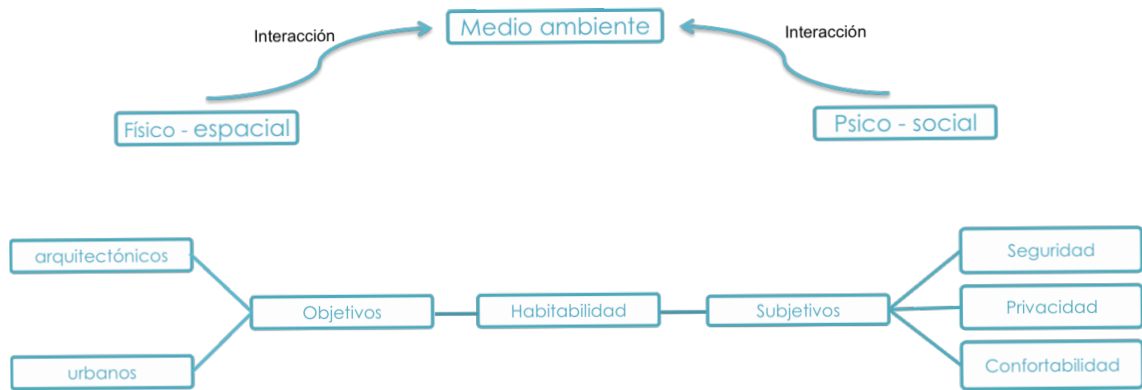 Medio ambiente
Interacción
Interacción
Físico - espacial
Psico - social
arquitectónicos
urbanos
Objetivos
Habitabilidad
Subjetivos
Seguridad
Privacidad
Confortabilidad